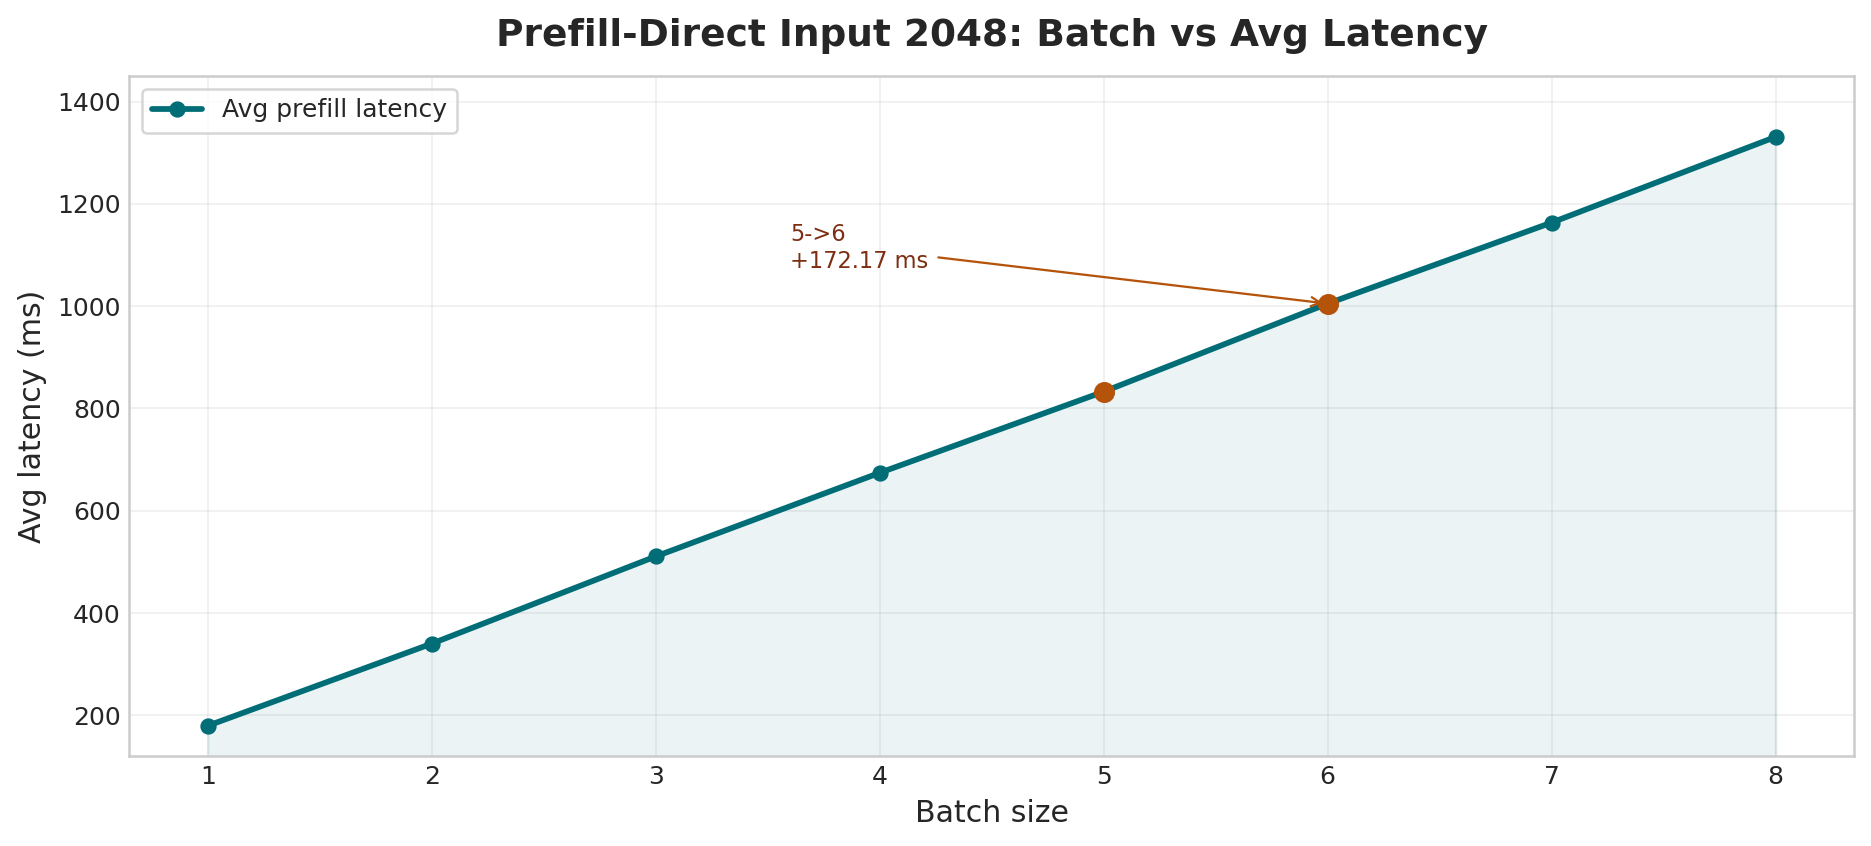 Prefill-Direct Input 2048: Batch vs Avg Latency
Avg prefill latency
5->6
+172.17 ms
Avg latency (ms)
1400
1200
1000
800
600
400
200
1 2 3 4 5 6 7 8
Batch size